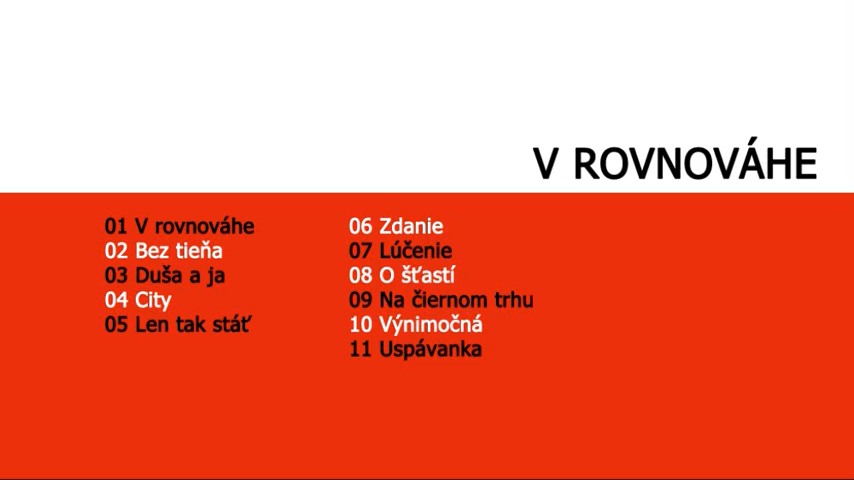 V ROVNOVÁHE
01 V rovnováhe
02 Bez tieňa
03 Duša a ja
04 City
05 Len tak stáť
06 Zdanie
07 Lúčenie
08 O šťastí
09 Na čiernom trhu
10 Výnimočná
11 Uspávanka